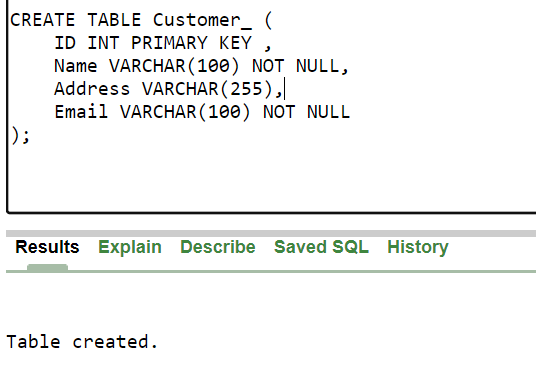 CREATE TABLE Customer_ (
    ID INT PRIMARY KEY ,
    Name VARCHAR(100) NOT NULL,
    Address VARCHAR(255),
    Email VARCHAR(100) NOT NULL
);
Results Explain Describe Saved SQL History
Table created.